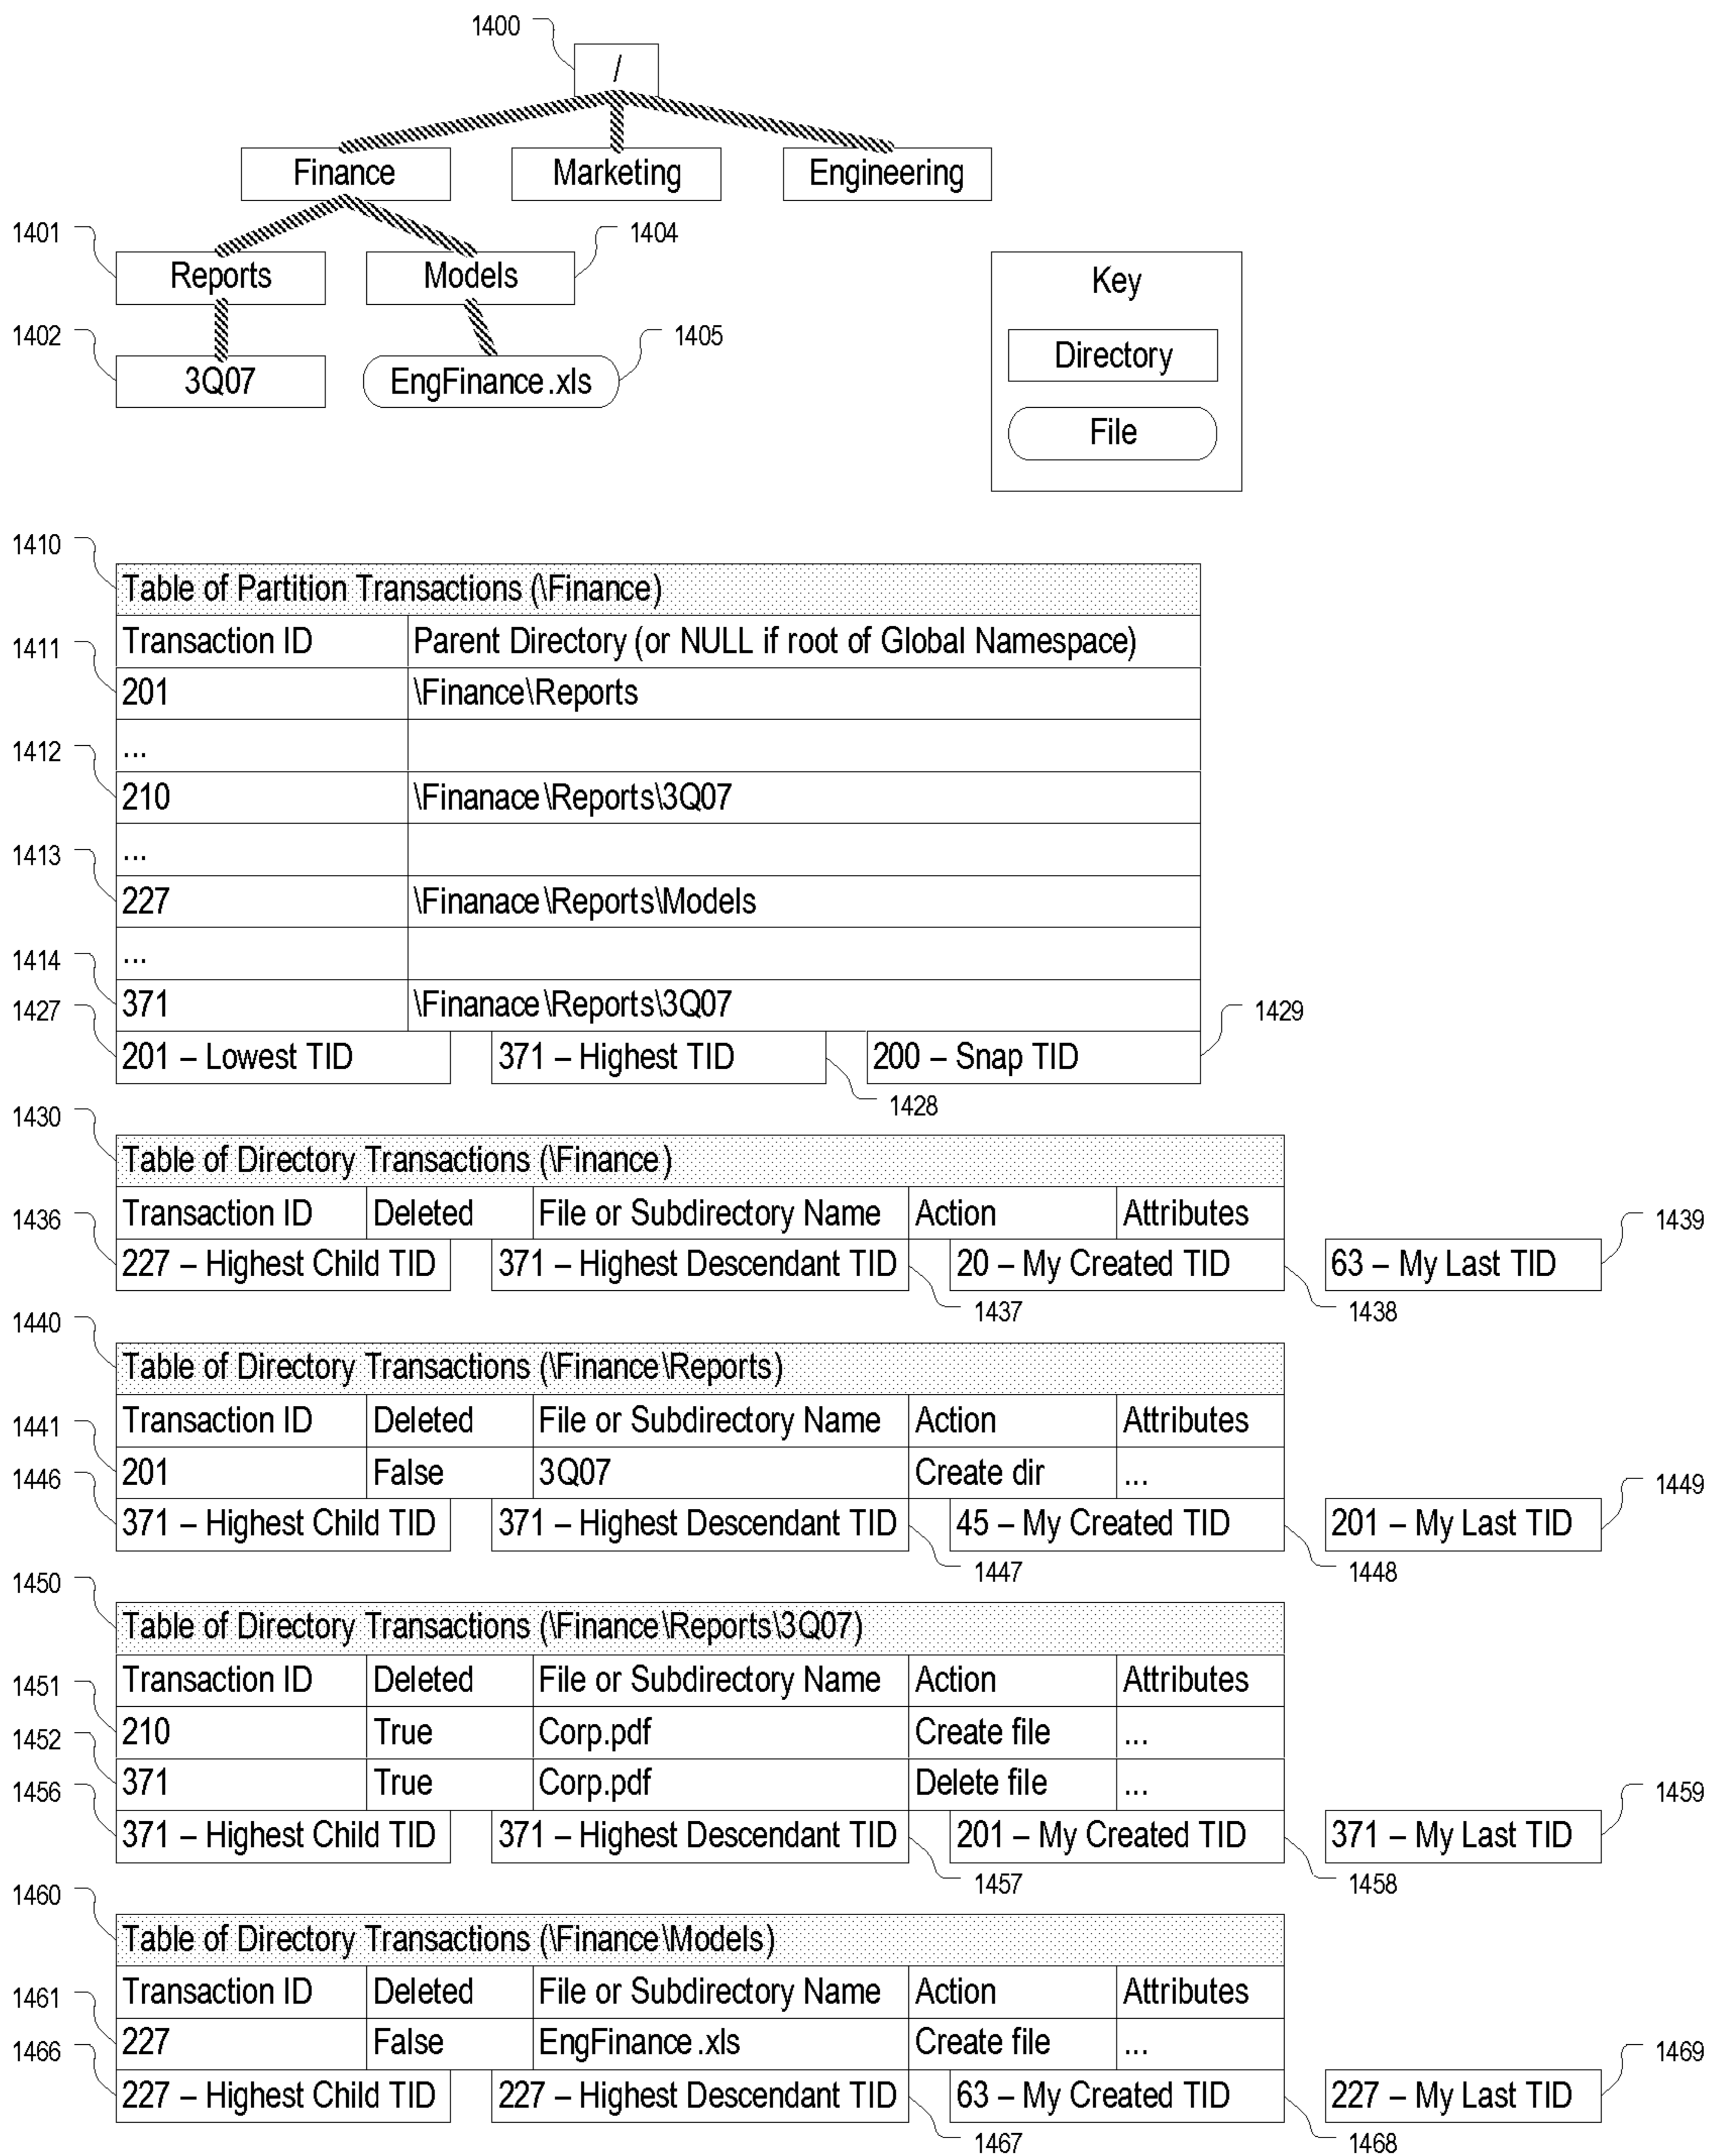 1400
/
Finance Marketing Engineering
1401 1404
Reports Models Key
1402 1405
Directory
3Q07 EngFinance.xls
File
1410
Table of Partition Transactions (\Finance)
1411 Transaction ID Parent Directory (or NULL if root of Global Namespace)
201 \Finance\Reports
1412 ...
210 \Finanace\Reports\3Q07
1413 ...
227 \Finanace\Reports\Models
1414 ...
371 \Finanace\Reports\3Q07
1427 1429
201 – Lowest TID 371 – Highest TID 200 – Snap TID
1430 1428
Table of Directory Transactions (\Finance)
1436 Transaction ID Deleted File or Subdirectory Name Action Attributes 1439
227 – Highest Child TID 371 – Highest Descendant TID 20 – My Created TID 63 – My Last TID
1440 1437 1438
Table of Directory Transactions (\Finance\Reports)
1441 Transaction ID Deleted File or Subdirectory Name Action Attributes
1446 201 False 3Q07 Create dir ... 1449
371 – Highest Child TID 371 – Highest Descendant TID 45 – My Created TID 201 – My Last TID
1450 1447 1448
Table of Directory Transactions (\Finance\Reports\3Q07)
1451 Transaction ID Deleted File or Subdirectory Name Action Attributes
1452 210 True Corp.pdf Create file ...
1456 371 True Corp.pdf Delete file ... 1459
371 – Highest Child TID 371 – Highest Descendant TID 201 – My Created TID 371 – My Last TID
1460 1457 1458
Table of Directory Transactions (\Finance\Models)
1461 Transaction ID Deleted File or Subdirectory Name Action Attributes
1466 227 False EngFinance.xls Create file ... 1469
227 – Highest Child TID 227 – Highest Descendant TID 63 – My Created TID 227 – My Last TID
1467 1468